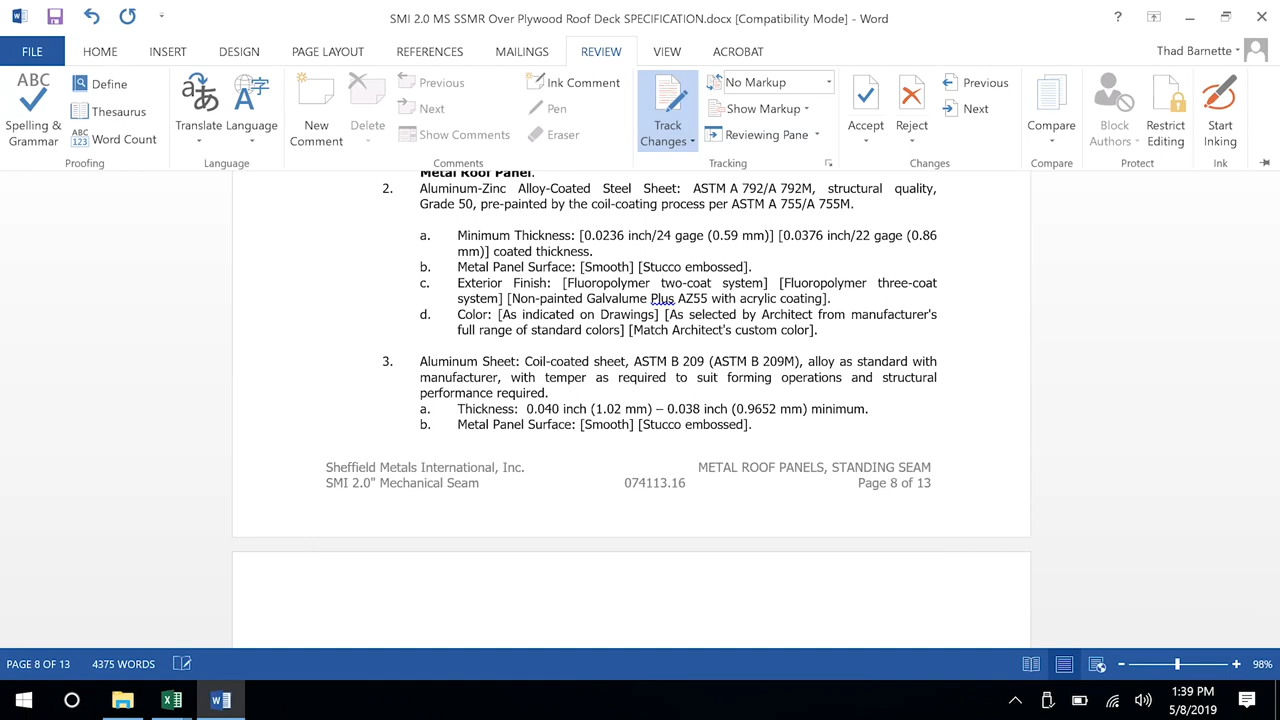 SMI 2.0 MS SSMR Over Plywood Roof Deck SPECIFICATION.docx [Compatibility Mode] - Word
?
FILE HOME INSERT DESIGN PAGE LAYOUT REFERENCES MAILINGS REVIEW VIEW ACROBAT
Thad Barnette
ABC
Spelling & Grammar
Define
Thesaurus
ABC 123 Word Count
Proofing
Translate Language
Language
New Comment
Delete
Previous
Next
Show Comments
Comments
Ink Comment
Pen
Eraser
Track Changes
No Markup
Show Markup
Reviewing Pane
Tracking
Accept
Reject
Previous
Next
Changes
Compare
Compare
Block Authors
Restrict Editing
Protect
Start Inking
Ink
Metal Roof Panel.
2. Aluminum-Zinc Alloy-Coated Steel Sheet: ASTM A 792/A 792M, structural quality,
Grade 50, pre-painted by the coil-coating process per ASTM A 755/A 755M.
a. Minimum Thickness: [0.0236 inch/24 gage (0.59 mm)] [0.0376 inch/22 gage (0.86
mm)] coated thickness.
b. Metal Panel Surface: [Smooth] [Stucco embossed].
c. Exterior Finish: [Fluoropolymer two-coat system] [Fluoropolymer three-coat
system] [Non-painted Galvalume Plus AZ55 with acrylic coating].
d. Color: [As indicated on Drawings] [As selected by Architect from manufacturer's
full range of standard colors] [Match Architect's custom color].
3. Aluminum Sheet: Coil-coated sheet, ASTM B 209 (ASTM B 209M), alloy as standard with
manufacturer, with temper as required to suit forming operations and structural
performance required.
a. Thickness: 0.040 inch (1.02 mm) – 0.038 inch (0.9652 mm) minimum.
b. Metal Panel Surface: [Smooth] [Stucco embossed].
Sheffield Metals International, Inc. METAL ROOF PANELS, STANDING SEAM
SMI 2.0" Mechanical Seam 074113.16 Page 8 of 13
PAGE 8 OF 13 4375 WORDS 98%
1:39 PM
5/8/2019